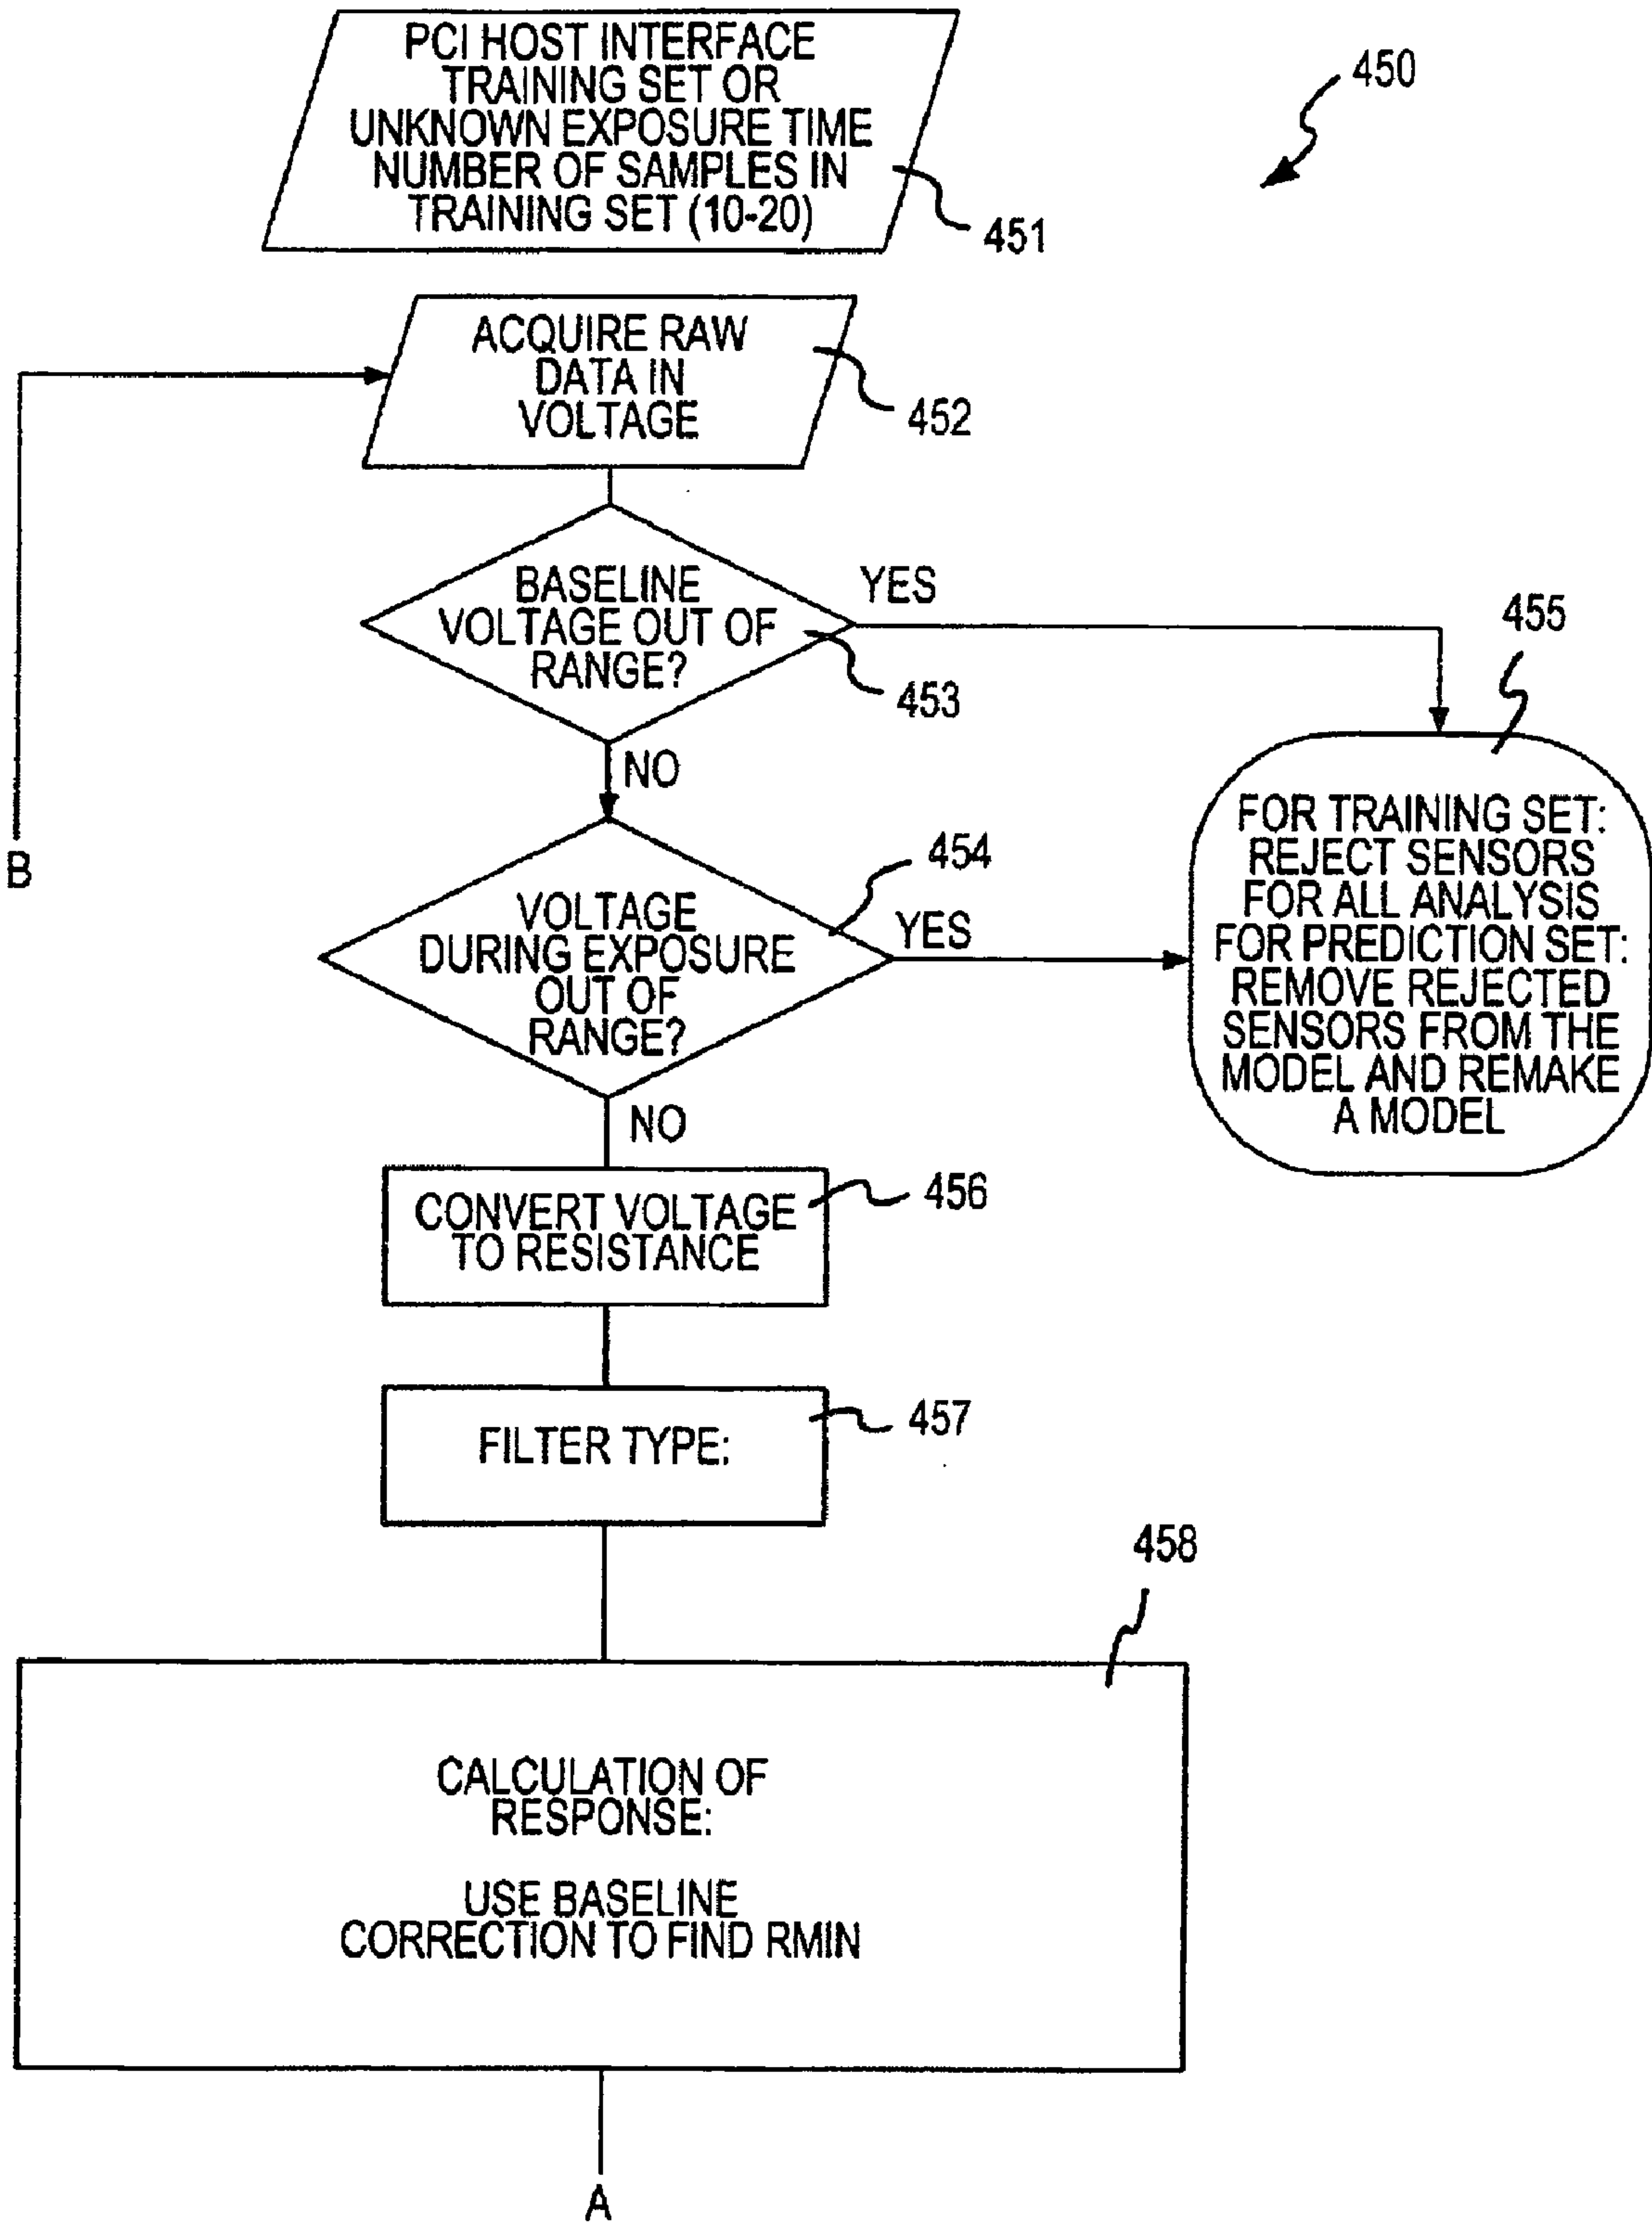 PCI HOST INTERFACE
TRAINING SET OR
UNKNOWN EXPOSURE TIME
NUMBER OF SAMPLES IN
TRAINING SET (10-20)
450
451
ACQUIRE RAW
DATA IN
VOLTAGE
452
BASELINE
VOLTAGE OUT OF
RANGE?
YES
453
NO
455
FOR TRAINING SET:
REJECT SENSORS
FOR ALL ANALYSIS
FOR PREDICTION SET:
REMOVE REJECTED
SENSORS FROM THE
MODEL AND REMAKE
A MODEL
B
454
VOLTAGE
DURING EXPOSURE
OUT OF
RANGE?
YES
NO
CONVERT VOLTAGE
TO RESISTANCE
456
FILTER TYPE:
457
458
CALCULATION OF
RESPONSE:
USE BASELINE
CORRECTION TO FIND RMIN
A